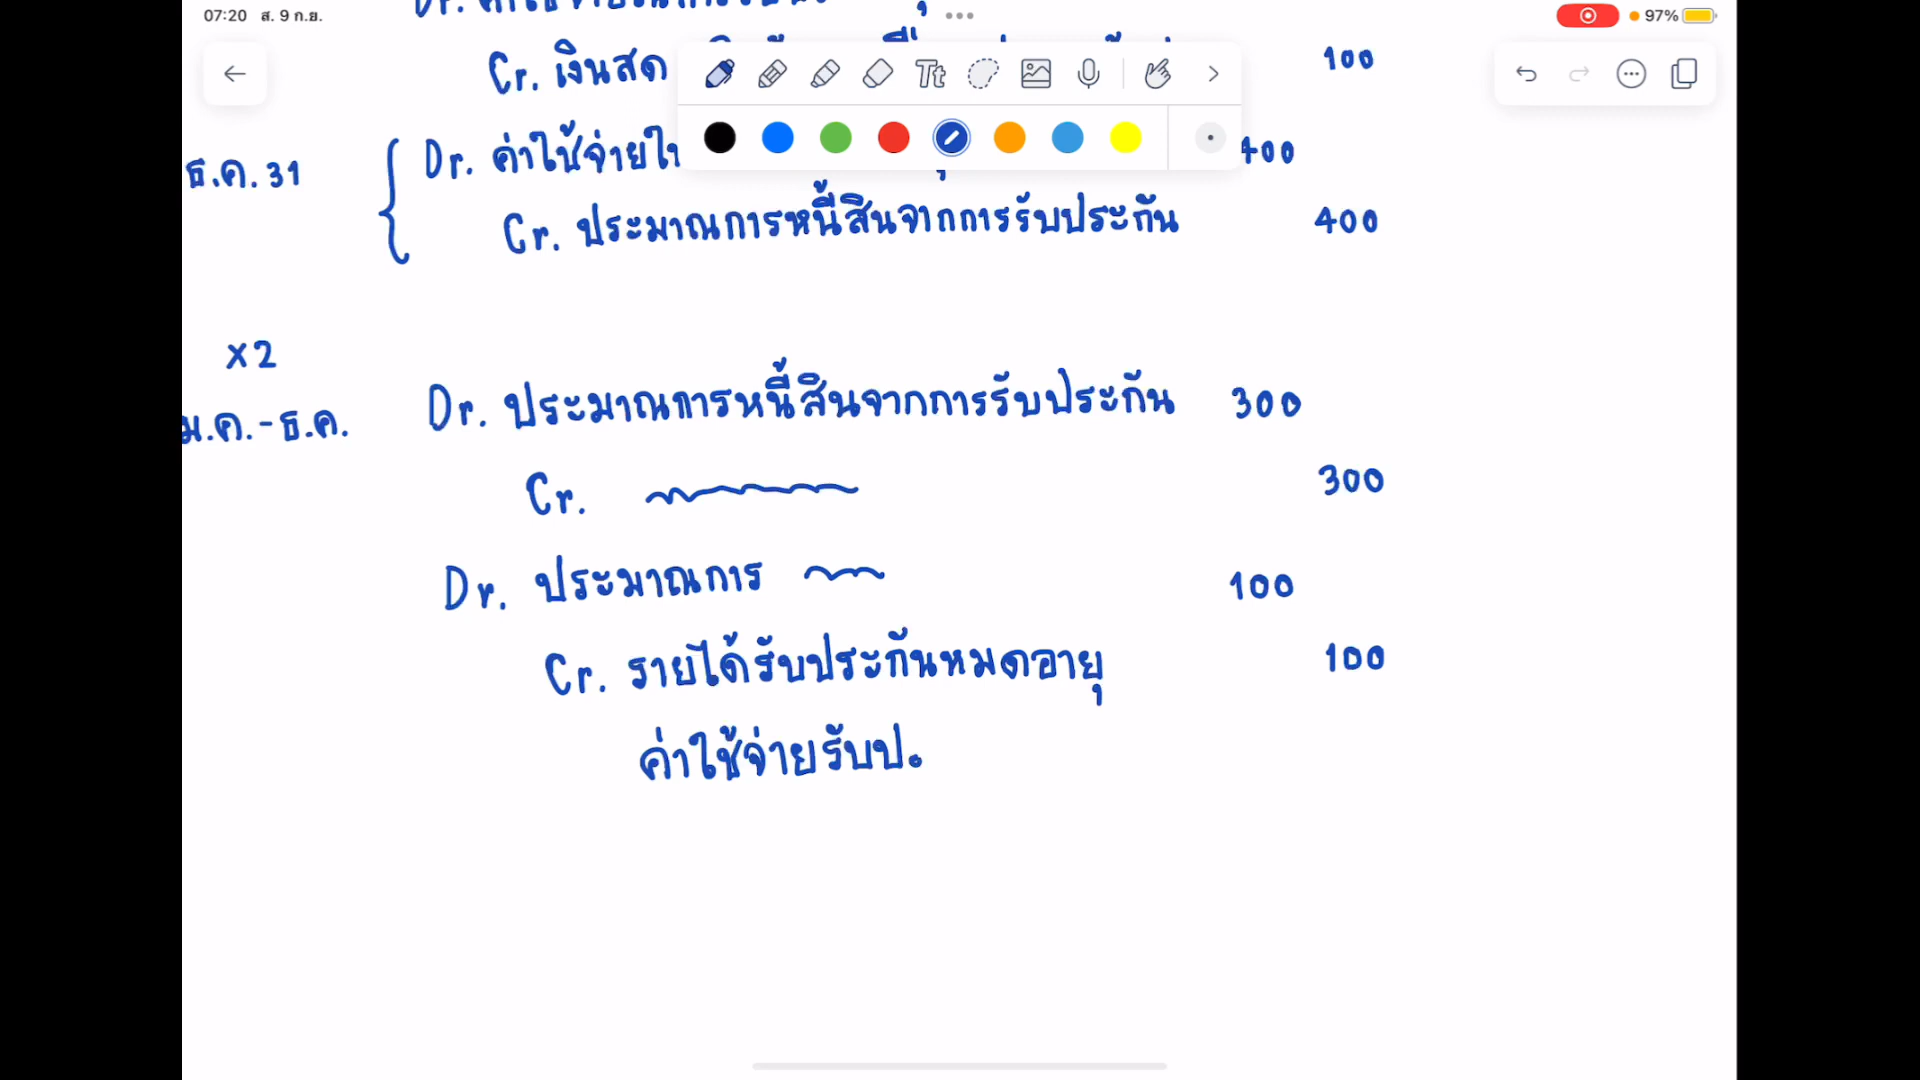 07:20 ส. 9 ก.ย.
97%
Dr.
Cr. เงินสด 100
Tt
ธ.ค. 31 Dr. ค่าใช้จ่ายใน 400
Cr. ประมาณการหนี้สินจากการรับประกัน 400
x2
ม.ค. - ธ.ค. Dr. ประมาณการหนี้สินจากการรับประกัน 300
Cr. 300
Dr. ประมาณการ 100
Cr. รายได้รับประกันหมดอายุ 100
ค่าใช้จ่ายรับป.